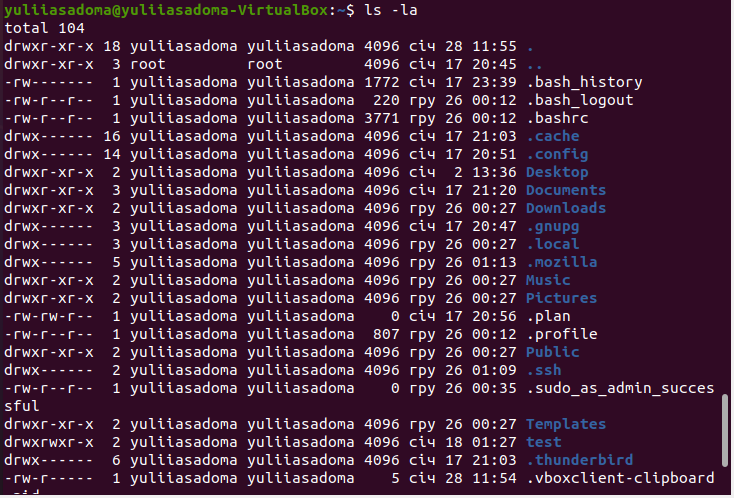 yuliiasadoma@yuliiasadoma-VirtualBox:~$ ls -la
total 104
drwxr-xr-x 18 yuliiasadoma yuliiasadoma 4096 січ 28 11:55 .
drwxr-xr-x  3 root         root         4096 січ 17 20:45 ..
-rw-------  1 yuliiasadoma yuliiasadoma 1772 січ 17 23:39 .bash_history
-rw-r--r--  1 yuliiasadoma yuliiasadoma  220 гру 26 00:12 .bash_logout
-rw-r--r--  1 yuliiasadoma yuliiasadoma 3771 гру 26 00:12 .bashrc
drwx------ 16 yuliiasadoma yuliiasadoma 4096 січ 17 21:03 .cache
drwx------ 14 yuliiasadoma yuliiasadoma 4096 січ 17 20:51 .config
drwxr-xr-x  2 yuliiasadoma yuliiasadoma 4096 січ  2 13:36 Desktop
drwxr-xr-x  3 yuliiasadoma yuliiasadoma 4096 січ 17 21:20 Documents
drwxr-xr-x  2 yuliiasadoma yuliiasadoma 4096 гру 26 00:27 Downloads
drwx------  3 yuliiasadoma yuliiasadoma 4096 січ 17 20:47 .gnupg
drwx------  3 yuliiasadoma yuliiasadoma 4096 гру 26 00:27 .local
drwx------  5 yuliiasadoma yuliiasadoma 4096 гру 26 01:13 .mozilla
drwxr-xr-x  2 yuliiasadoma yuliiasadoma 4096 гру 26 00:27 Music
drwxr-xr-x  2 yuliiasadoma yuliiasadoma 4096 гру 26 00:27 Pictures
-rw-rw-r--  1 yuliiasadoma yuliiasadoma    0 січ 17 20:56 .plan
-rw-r--r--  1 yuliiasadoma yuliiasadoma  807 гру 26 00:12 .profile
drwxr-xr-x  2 yuliiasadoma yuliiasadoma 4096 гру 26 00:27 Public
drwx------  2 yuliiasadoma yuliiasadoma 4096 гру 26 01:09 .ssh
-rw-r--r--  1 yuliiasadoma yuliiasadoma    0 гру 26 00:35 .sudo_as_admin_succes
sful
drwxr-xr-x  2 yuliiasadoma yuliiasadoma 4096 гру 26 00:27 Templates
drwxrwxr-x  2 yuliiasadoma yuliiasadoma 4096 січ 18 01:27 test
drwx------  6 yuliiasadoma yuliiasadoma 4096 січ 17 21:03 .thunderbird
-rw-r-----  1 yuliiasadoma yuliiasadoma    5 січ 28 11:54 .vboxclient-clipboard